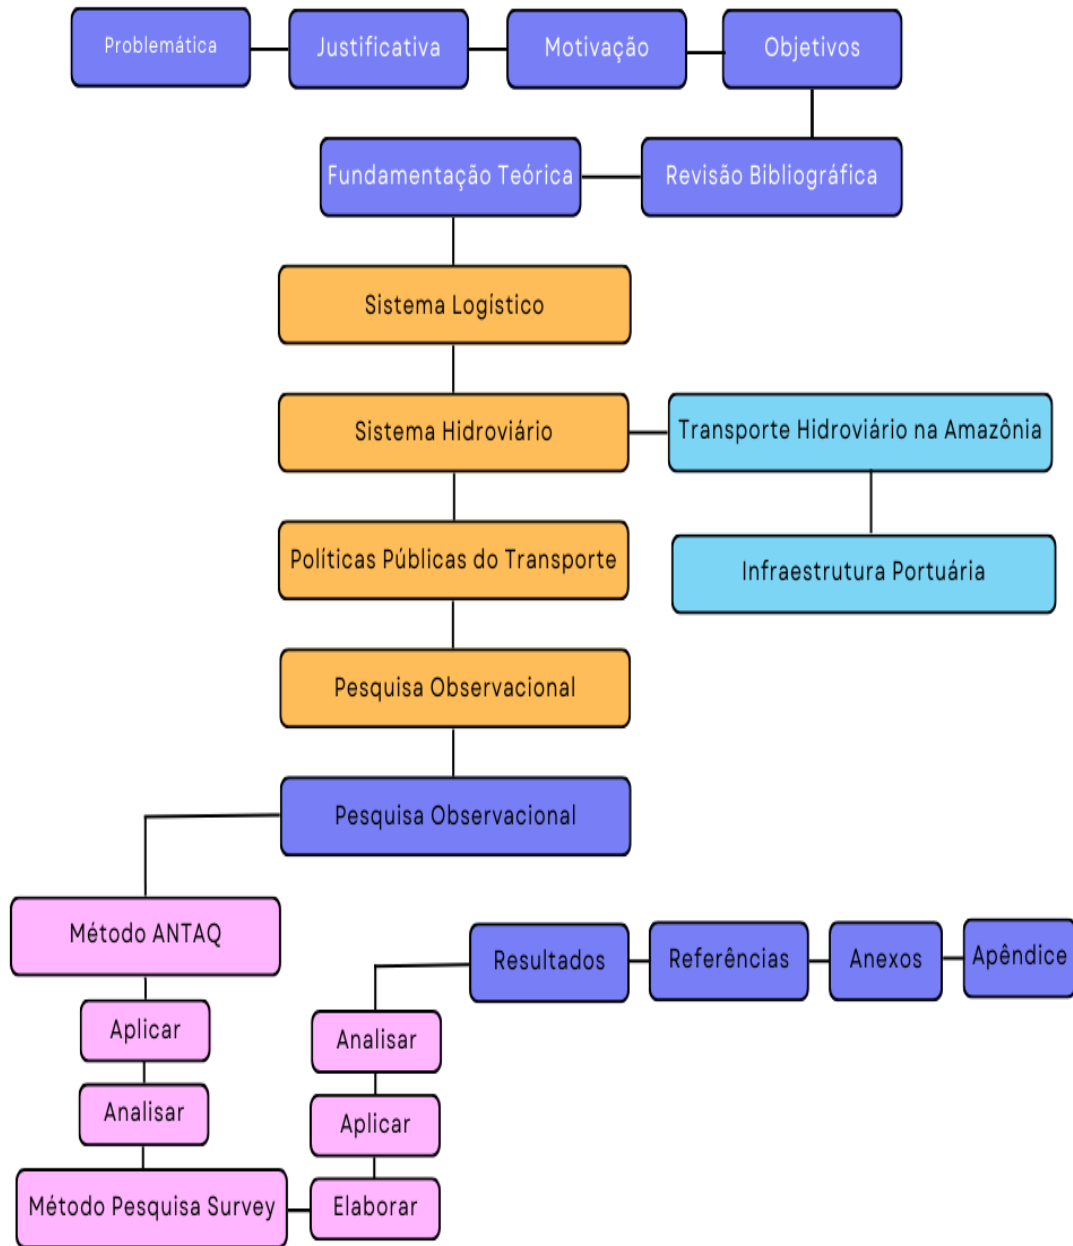 Problemática
Justificativa
Motivação
Objetivos
Fundamentação Teórica
Revisão Bibliográfica
Sistema Logístico
Sistema Hidroviário
Transporte Hidroviário na Amazônia
Políticas Públicas do Transporte
Infraestrutura Portuária
Pesquisa Observacional
Pesquisa Observacional
Método ANTAQ
Aplicar
Analisar
Método Pesquisa Survey
Elaborar
Aplicar
Analisar
Resultados
Referências
Anexos
Apêndice